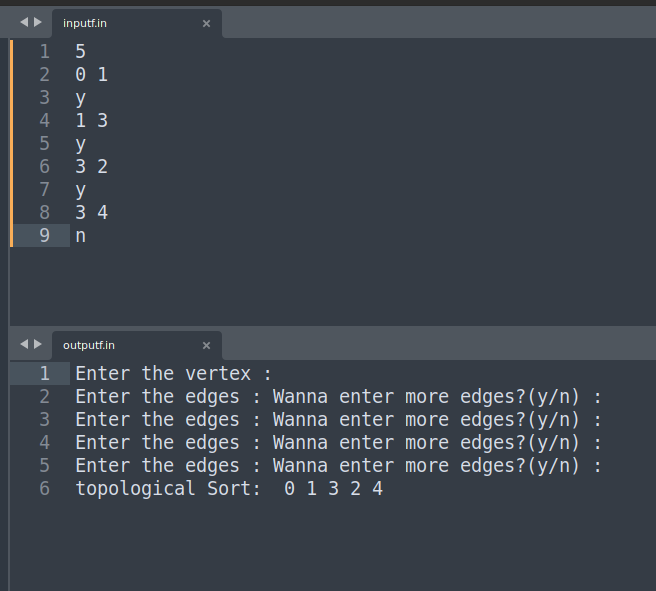 inputf.in ×
1 5
2 0 1
3 y
4 1 3
5 y
6 3 2
7 y
8 3 4
9 n
outputf.in ×
1 Enter the vertex :
2 Enter the edges : Wanna enter more edges?(y/n) :
3 Enter the edges : Wanna enter more edges?(y/n) :
4 Enter the edges : Wanna enter more edges?(y/n) :
5 Enter the edges : Wanna enter more edges?(y/n) :
6 topological Sort:  0 1 3 2 4